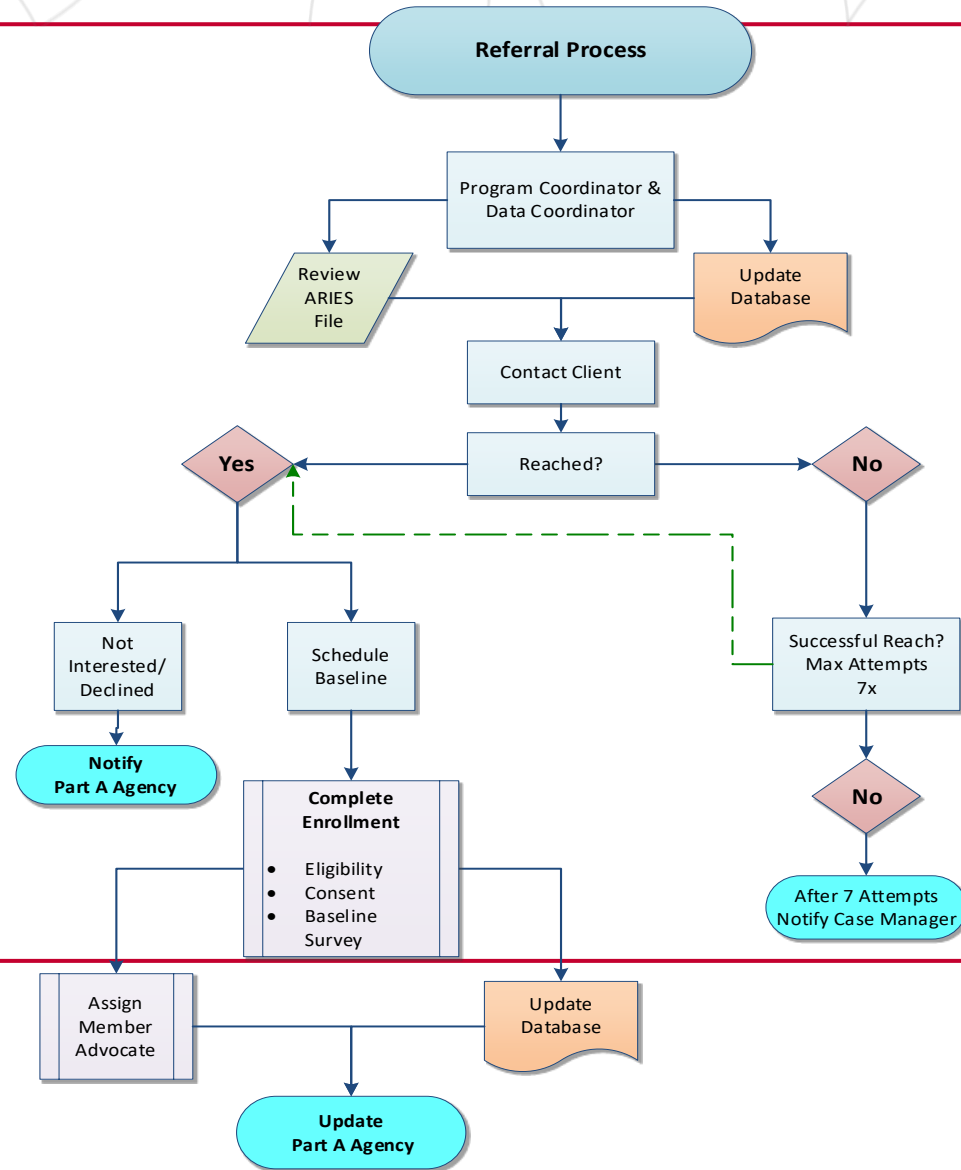 Referral Process
Program Coordinator &
Data Coordinator
Review
ARIES
File
Update
Database
Contact Client
Yes
Reached?
No
Not
Interested/
Declined
Schedule
Baseline
Successful Reach?
Max Attempts
7x
Notify
Part A Agency
Complete
Enrollment
• Eligibility
• Consent
• Baseline
Survey
No
After 7 Attempts
Notify Case Manager
Assign
Member
Advocate
Update
Database
Update
Part A Agency